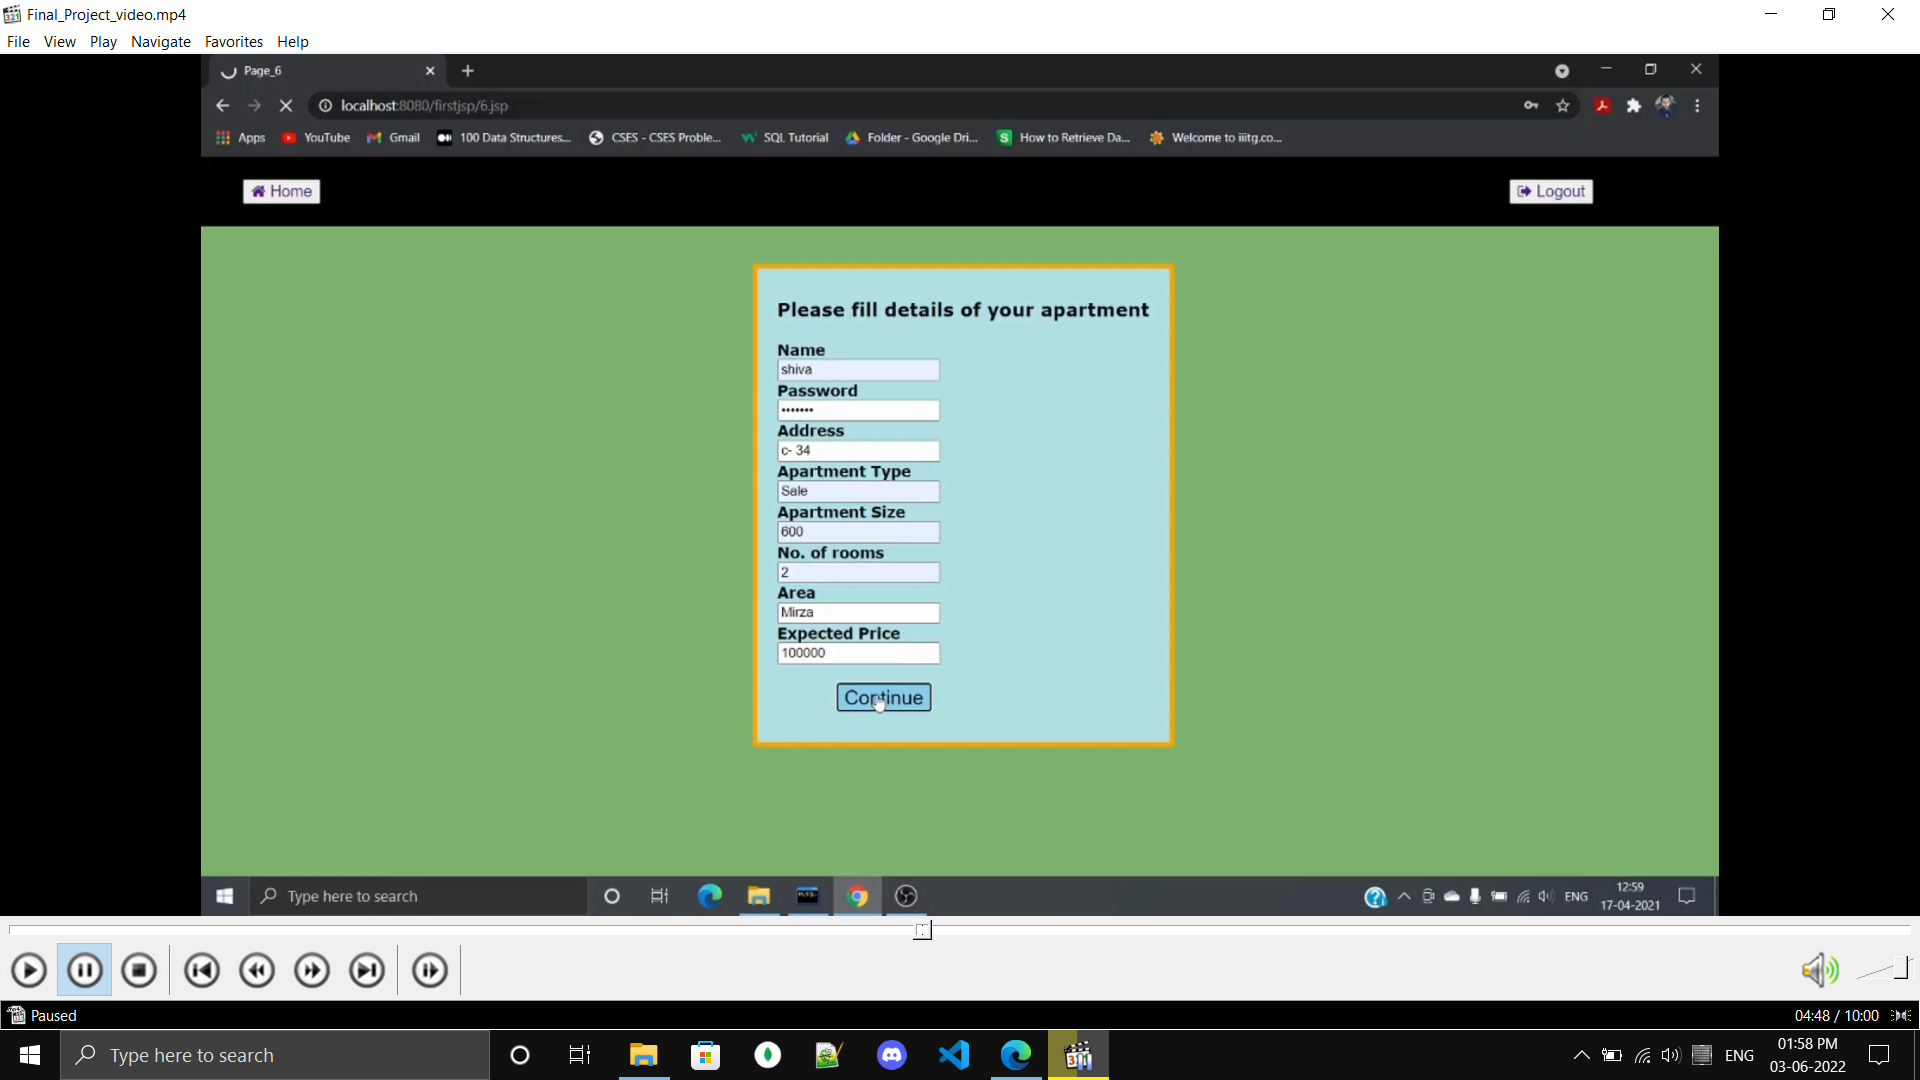 Final_Project_video.mp4
File View Play Navigate Favorites Help
Page_6
localhost:8080/firstjsp/6.jsp
Apps YouTube Gmail 100 Data Structures... CSES - CSES Proble... SQL Tutorial Folder - Google Dri... How to Retrieve Da... Welcome to iiitg.co...
Home Logout
Please fill details of your apartment
Name
shiva
Password
•••••••
Address
c- 34
Apartment Type
Sale
Apartment Size
600
No. of rooms
2
Area
Mirza
Expected Price
100000
Continue
Type here to search ENG 12:59
17-04-2021
Paused 04:48 / 10:00
Type here to search ENG 01:58 PM
03-06-2022